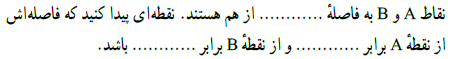 نقاط A و B به فاصلهٔ ............ از هم هستند. نقطه‌ای پیدا کنید که فاصله‌اش
از نقطهٔ A برابر ............ و از نقطهٔ B برابر ............ باشد.